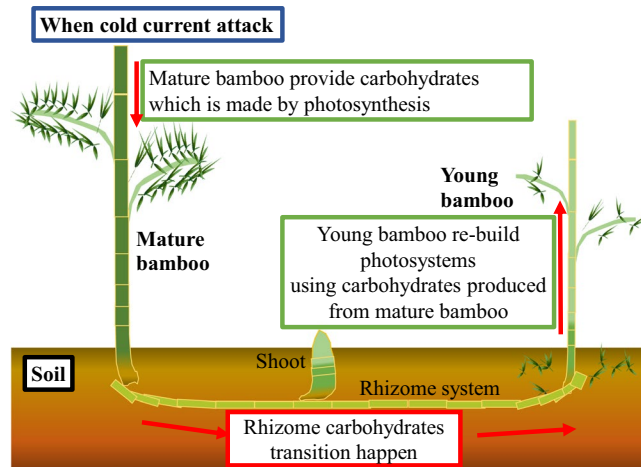 When cold current attack
Mature bamboo provide carbohydrates
which is made by photosynthesis
Young
bamboo
Mature
bamboo
Young bamboo re-build
photosystems
using carbohydrates produced
from mature bamboo
Shoot
Soil
Rhizome system
Rhizome carbohydrates
transition happen